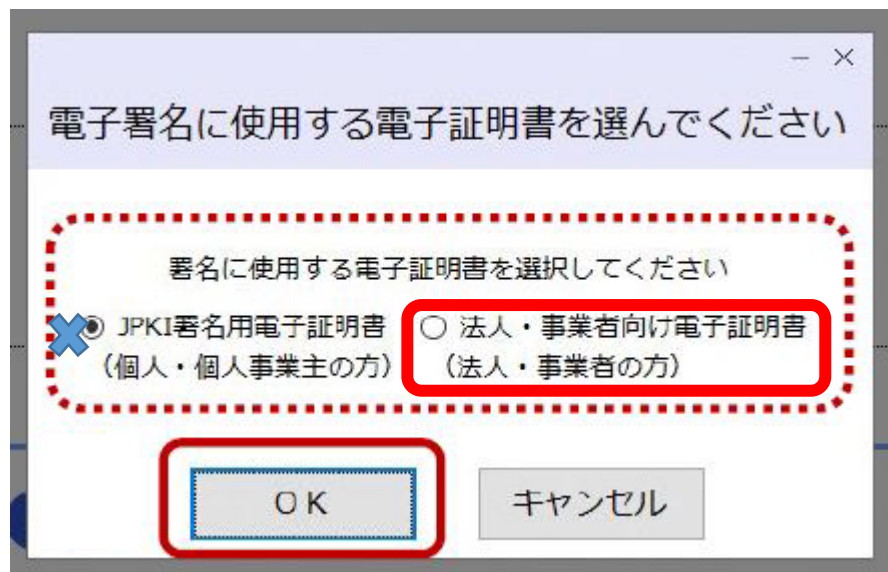 電子署名に使用する電子証明書を選んでください
署名に使用する電子証明書を選択してください
JPKI署名用電子証明書
(個人・個人事業主の方)
法人・事業者向け電子証明書
(法人・事業者の方)
OK
キャンセル